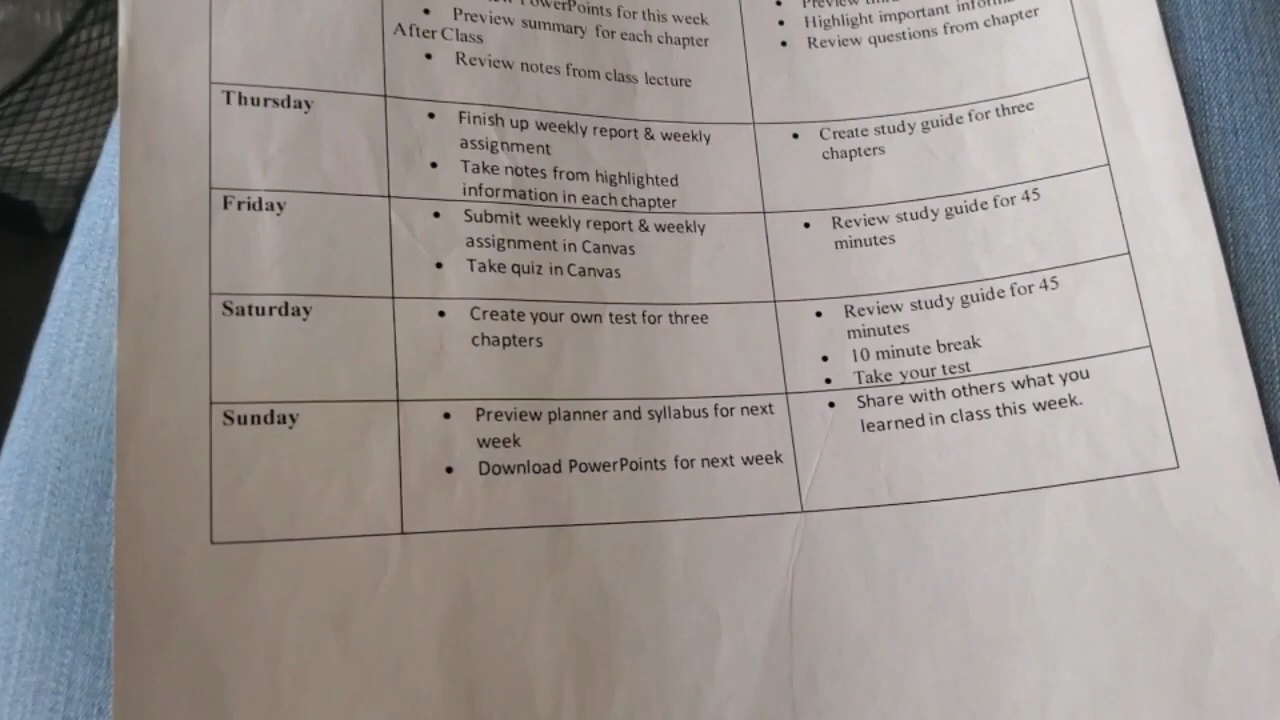 PowerPoints for this week
• Preview summary for each chapter
After Class
• Review notes from class lecture
• Preview
• Highlight important
• Review questions from chapter
Thursday
• Finish up weekly report & weekly
assignment
• Take notes from highlighted
information in each chapter
• Create study guide for three
chapters
Friday
• Submit weekly report & weekly
assignment in Canvas
• Take quiz in Canvas
• Review study guide for 45
minutes
Saturday
• Create your own test for three
chapters
• Review study guide for 45
minutes
• 10 minute break
• Take your test
Sunday
• Preview planner and syllabus for next
week
• Download PowerPoints for next week
• Share with others what you
learned in class this week.